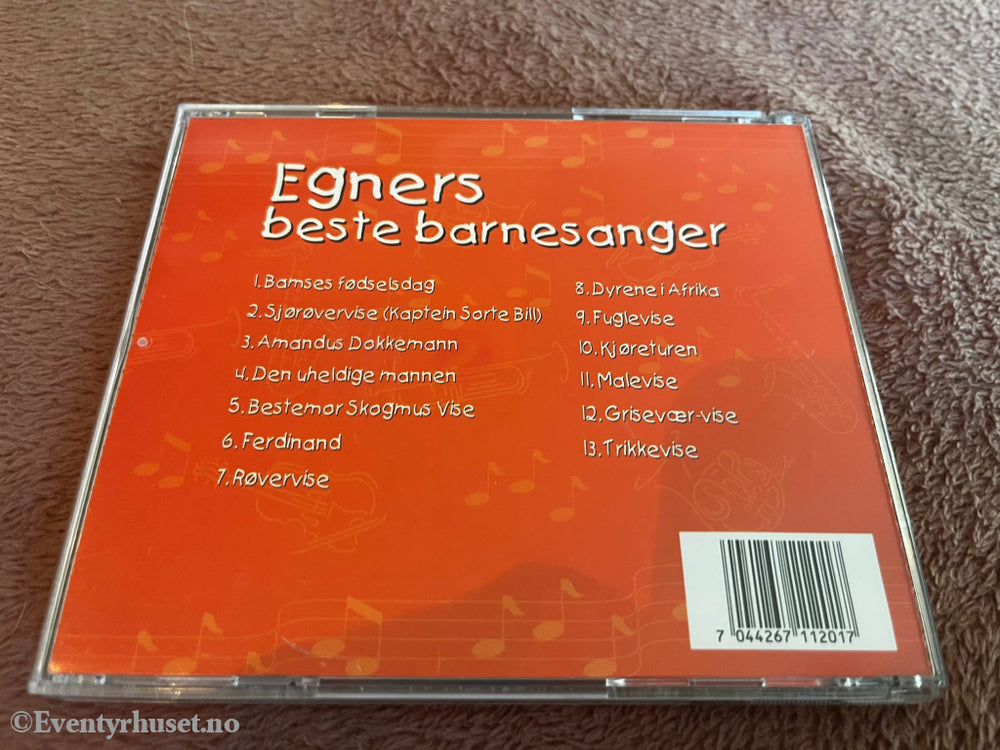 Egners
beste barnesanger
1. Bamses fødselsdag
2. Sjørøvervise (Kaptein Sorte Bill)
3. Amandus Dokkemann
4. Den uheldige mannen
5. Bestemor Skogmus Vise
6. Ferdinand
7. Røvervise
8. Dyrene i Afrika
9. Fuglevise
10. Kjøreturen
11. Malevise
12. Grisevær-vise
13. Trikkevise
7 044267 112017
©Eventyrhuset.no